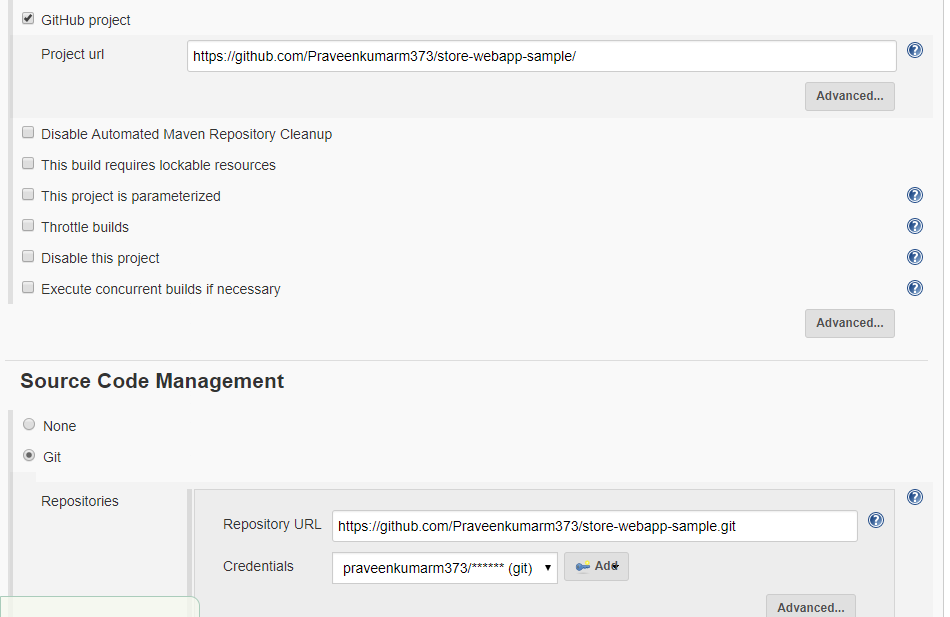 GitHub project
Project url https://github.com/Praveenkumarm373/store-webapp-sample/
Advanced...
Disable Automated Maven Repository Cleanup
This build requires lockable resources
This project is parameterized
Throttle builds
Disable this project
Execute concurrent builds if necessary
Advanced...
Source Code Management
None
Git
Repositories
Repository URL https://github.com/Praveenkumarm373/store-webapp-sample.git
Credentials praveenkumarm373/****** (git) Add
Advanced...